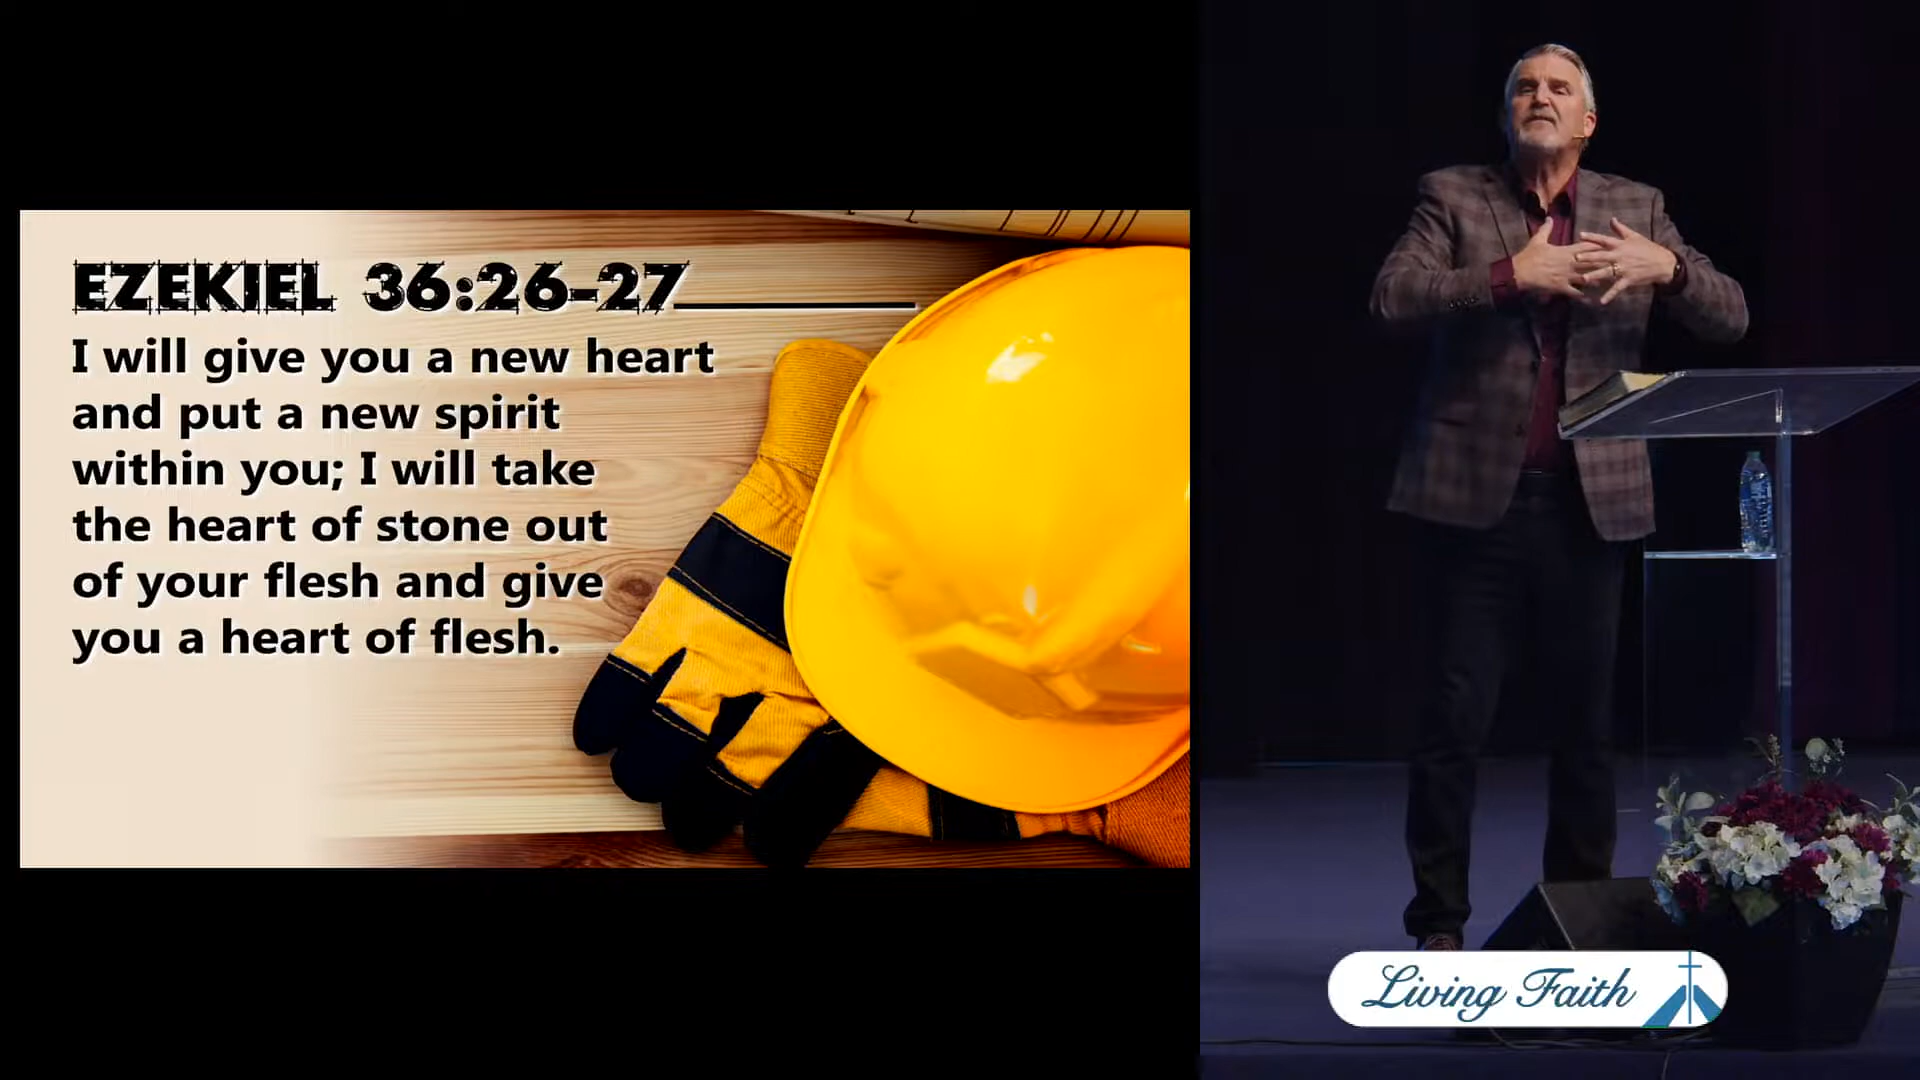 EZEKIEL 36:26-27
I will give you a new heart
and put a new spirit
within you; I will take
the heart of stone out
of your flesh and give
you a heart of flesh.
Living Faith